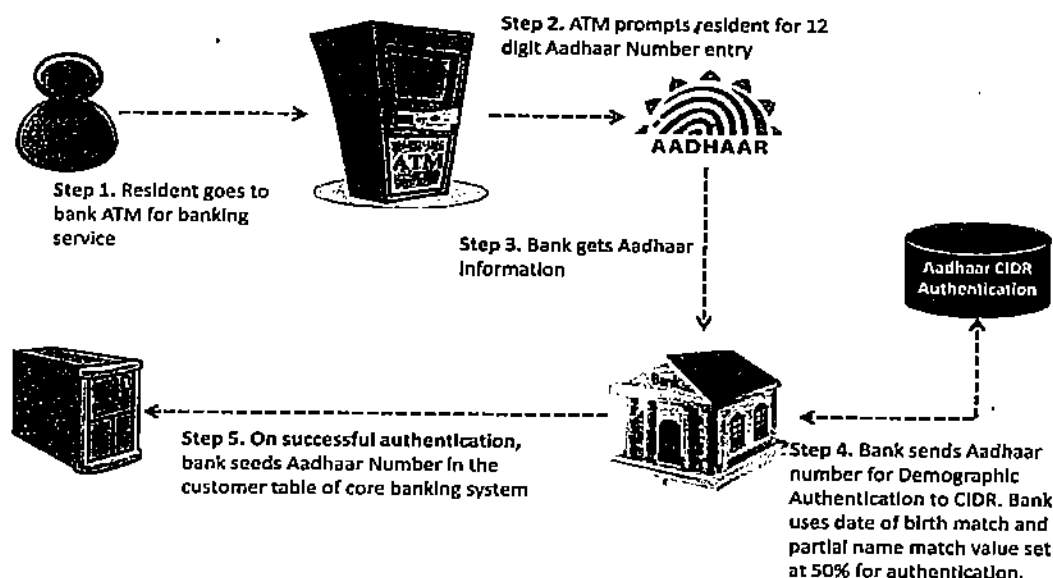 Step 2. ATM prompts resident for 12
digit Aadhaar Number entry
AADHAAR
ATM
Step 1. Resident goes to
bank ATM for banking
service
Step 3. Bank gets Aadhaar
Information
Aadhaar CIDR
Authentication
Bank
Step 5. On successful authentication,
bank seeds Aadhaar Number in the
customer table of core banking system
Step 4. Bank sends Aadhaar
number for Demographic
Authentication to CIDR. Bank
uses date of birth match and
partial name match value set
at 50% for authentication.